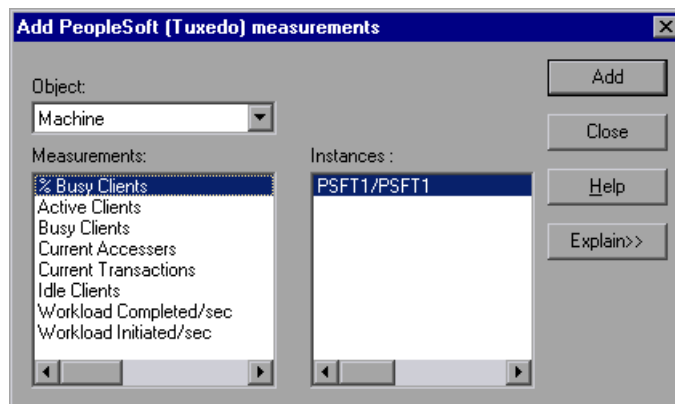 Add PeopleSoft (Tuxedo) measurements
Object:
Machine
Measurements:
% Busy Clients
Active Clients
Busy Clients
Current Accessers
Current Transactions
Idle Clients
Workload Completed/sec
Workload Initiated/sec
Instances :
PSFT1/PSFT1
Add
Close
Help
Explain>>